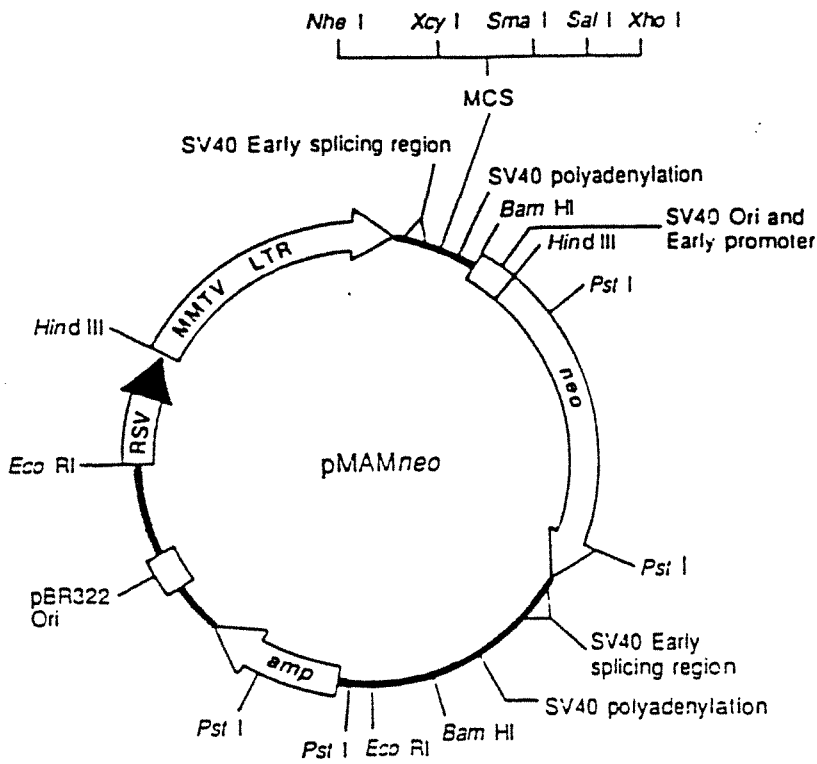 Nhe I Xcy I Sma I Sal I Xho I
MCS
SV40 Early splicing region
SV40 polyadenylation
Bam HI
SV40 Ori and
Early promoter
Hind III
Pst I
MMTV LTR
Hind III
neo
RSV
Eco RI
pMAMneo
Pst I
pBR322
Ori
SV40 Early
splicing region
amp
SV40 polyadenylation
Pst I
Pst I
Eco RI
Bam HI